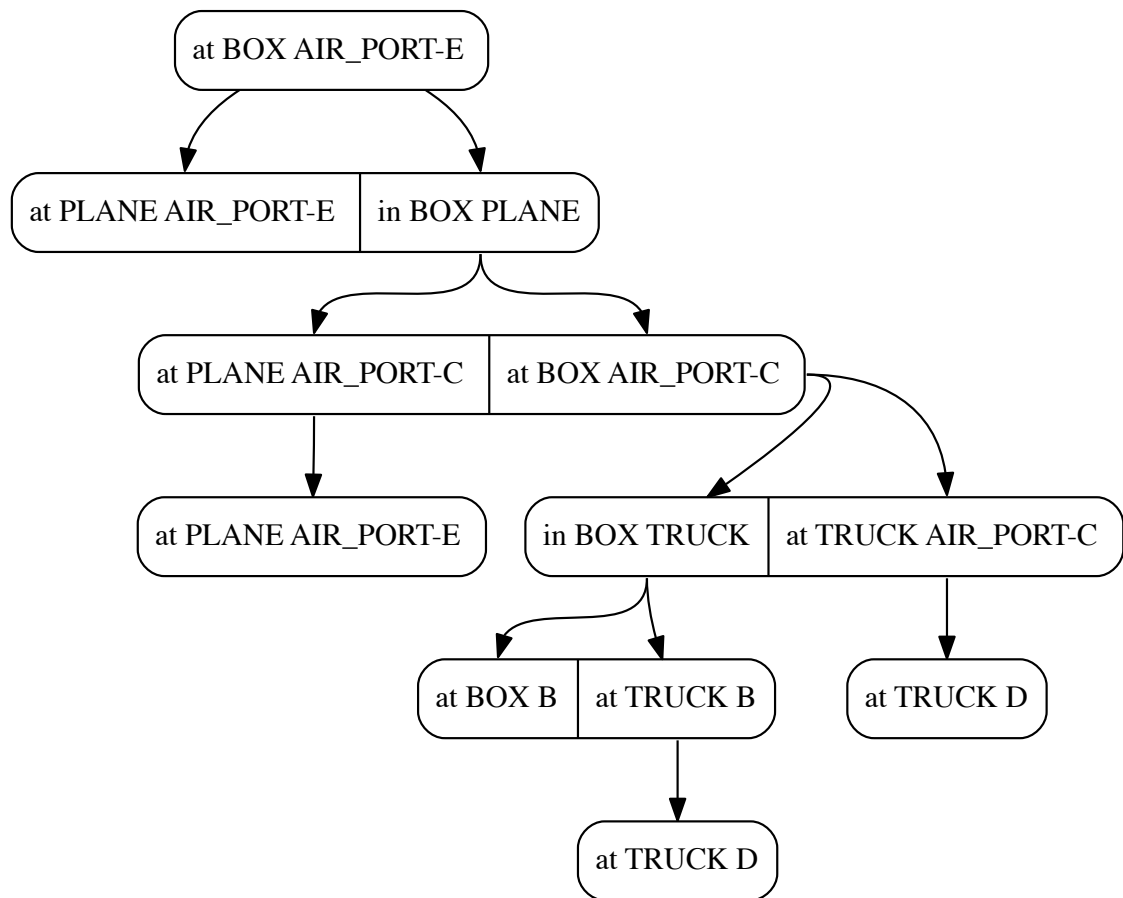 at BOX AIR_PORT-E
at PLANE AIR_PORT-E
in BOX PLANE
at PLANE AIR_PORT-C
at BOX AIR_PORT-C
at PLANE AIR_PORT-E
in BOX TRUCK
at TRUCK AIR_PORT-C
at BOX B
at TRUCK B
at TRUCK D
at TRUCK D